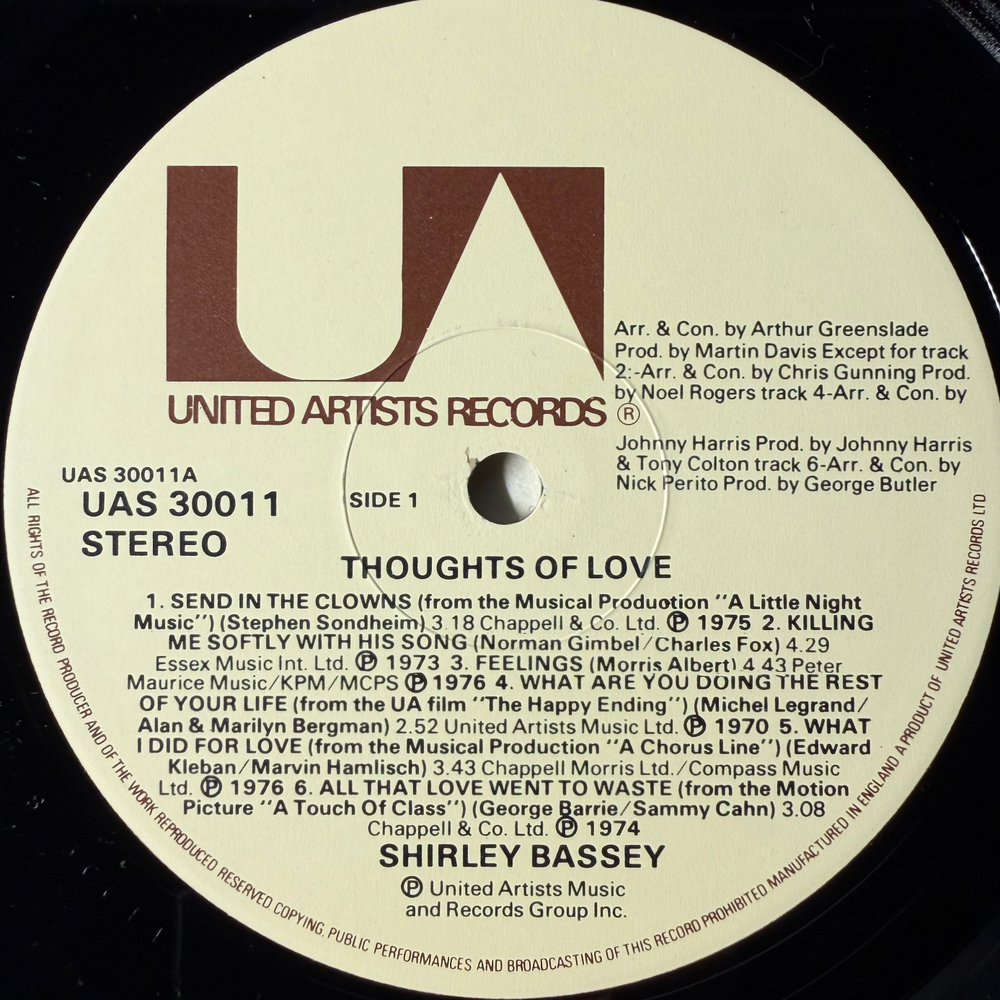 UA
UNITED ARTISTS RECORDS ®
Arr. & Con. by Arthur Greenslade
Prod. by Martin Davis Except for track
2:-Arr. & Con. by Chris Gunning Prod.
by Noel Rogers track 4-Arr. & Con. by
Johnny Harris Prod. by Johnny Harris
& Tony Colton track 6-Arr. & Con. by
Nick Perito Prod. by George Butler
UAS 30011A
UAS 30011
STEREO
SIDE 1
THOUGHTS OF LOVE
1. SEND IN THE CLOWNS (from the Musical Production "A Little Night
Music") (Stephen Sondheim) 3.18 Chappell & Co. Ltd. ℗ 1975 2. KILLING
ME SOFTLY WITH HIS SONG (Norman Gimbel/Charles Fox) 4.29
Essex Music Int. Ltd. ℗ 1973 3. FEELINGS (Morris Albert) 4 43 Peter
Maurice Music/KPM/MCPS ℗ 1976 4. WHAT ARE YOU DOING THE REST
OF YOUR LIFE (from the UA film "The Happy Ending") (Michel Legrand/
Alan & Marilyn Bergman) 2.52 United Artists Music Ltd. ℗ 1970 5. WHAT
I DID FOR LOVE (from the Musical Production "A Chorus Line") (Edward
Kleban/Marvin Hamlisch) 3.43 Chappell Morris Ltd./Compass Music
Ltd. ℗ 1976 6. ALL THAT LOVE WENT TO WASTE (from the Motion
Picture "A Touch Of Class") (George Barrie/Sammy Cahn) 3.08
Chappell & Co. Ltd. ℗ 1974
SHIRLEY BASSEY
℗ United Artists Music
and Records Group Inc.
ALL RIGHTS OF THE RECORD PRODUCER AND OF THE WORK REPRODUCED RESERVED COPYING, PUBLIC PERFORMANCES AND BROADCASTING OF THIS RECORD PROHIBITED MANUFACTURED IN ENGLAND A PRODUCT OF UNITED ARTISTS RECORDS LTD